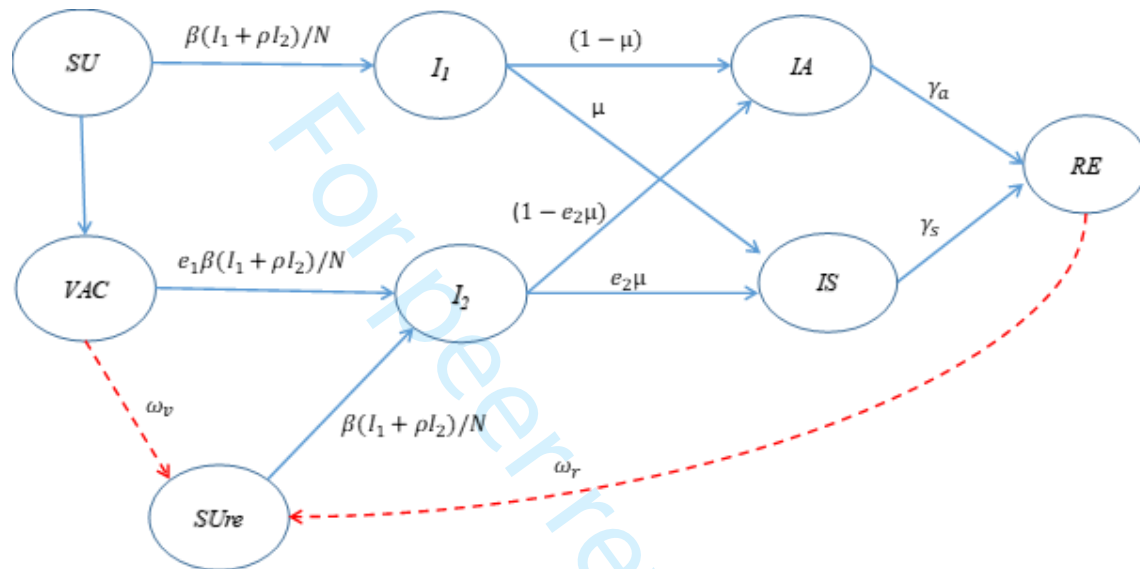 β(I₁ + ρI₂)/N
(1 − μ)
SU
I₁
IA
γₐ
μ
RE
(1 − e₂μ)
γₛ
e₁β(I₁ + ρI₂)/N
e₂μ
VAC
I₂
IS
ωᵥ
β(I₁ + ρI₂)/N
ωᵣ
SUre
For peer re